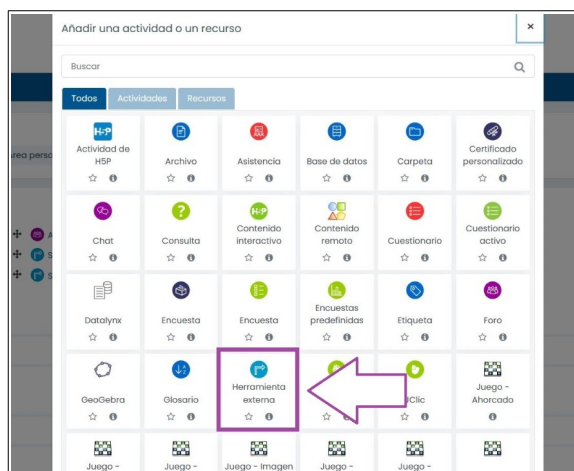 Añadir una actividad o un recurso
×
Buscar
Todos Actividades Recursos
H-P
Actividad de
H5P
Archivo
Asistencia
Base de datos
Carpeta
Certificado
personalizado
Chat
?
Consulta
H-P
Contenido
interactivo
Contenido
remoto
Cuestionario
Cuestionario
activo
Datalynx
Encuesta
Encuesta
Encuestas
predefinidas
Etiqueta
Foro
GeoGebra
Glosario
Herramienta
externa
JClic
Juego -
Ahorcado
Juego -
Juego -
Juego - Imagen
Juego -
Juego -